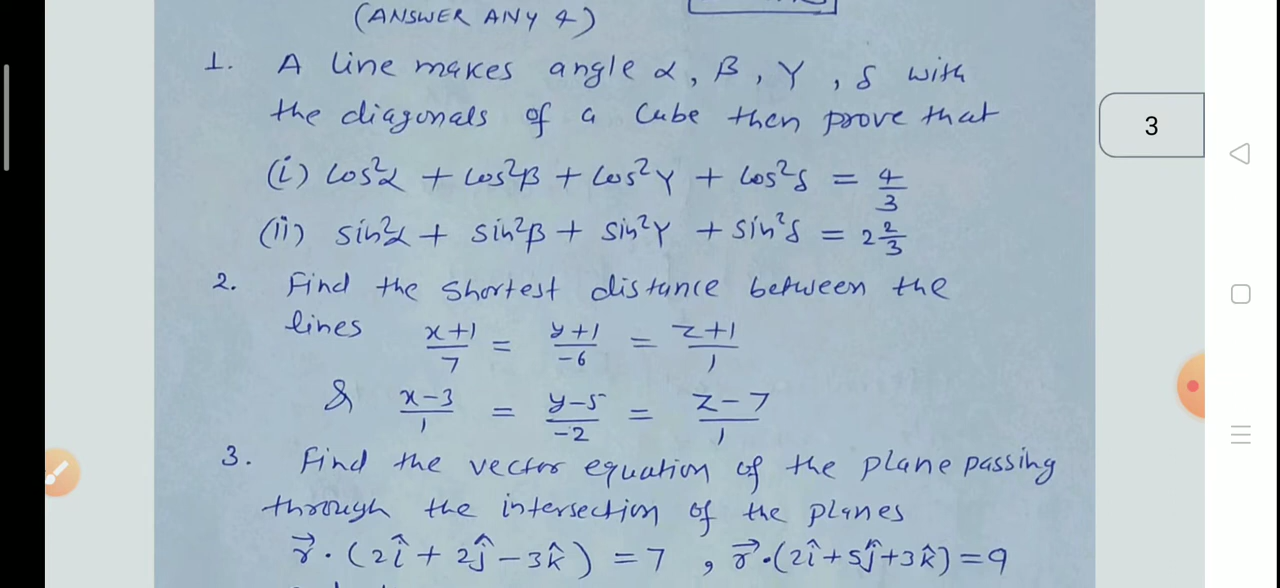 (ANSWER ANY 4)
1. A line makes angle α, β, γ, δ with
the diagonals of a cube then prove that
3
(i) cos²α + cos²β + cos²γ + cos²δ = 4/3
(ii) sin²α + sin²β + sin²γ + sin²δ = 2 2/3
2. Find the shortest distance between the
lines x+1/7 = y+1/-6 = z+1/1
& x-3/1 = y-5/-2 = z-7/1
3. Find the vector equation of the plane passing
through the intersection of the planes
r⃗.(2î + 2ĵ - 3k̂) = 7, r⃗.(2î+5ĵ+3k̂) = 9